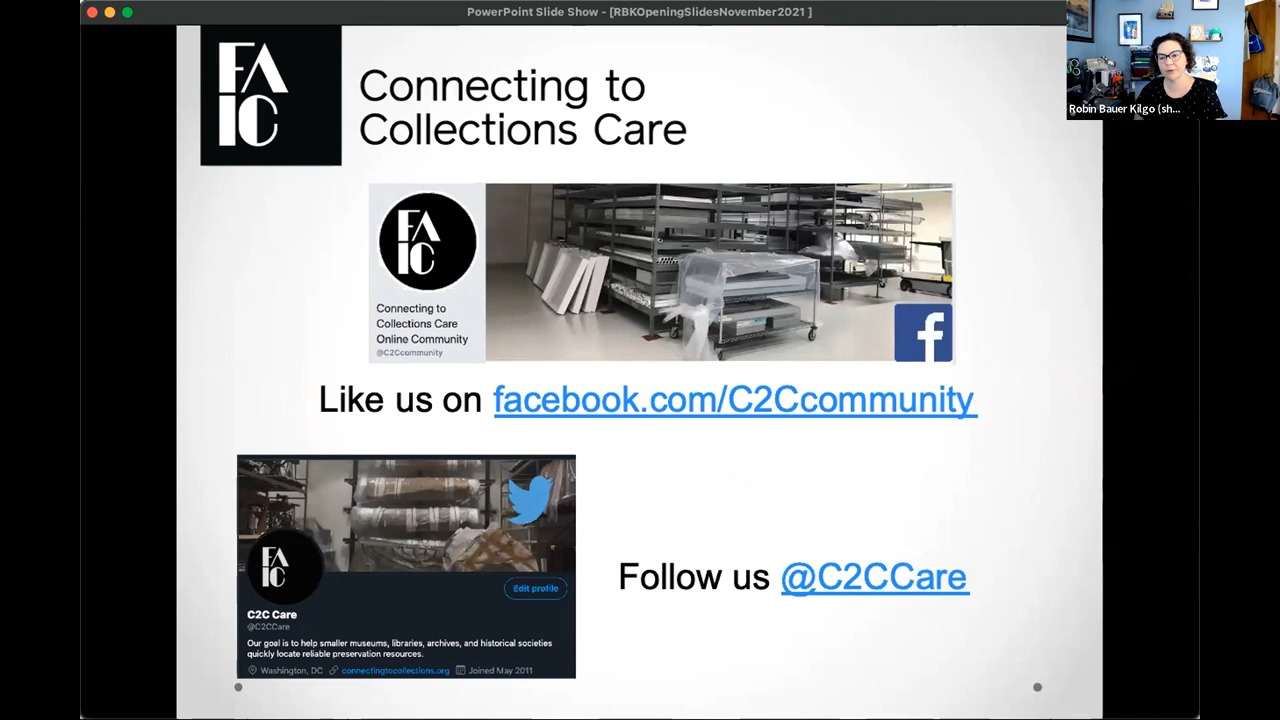 PowerPoint Slide Show - [RBKOpeningSlidesNovember2021 ]
Robin Bauer Kilgo (sh...
FA
IC
Connecting to
Collections Care
FA
IC
Connecting to
Collections Care
Online Community
@C2Ccommunity
f
Like us on facebook.com/C2Ccommunity
FA
IC
Edit profile
C2C Care
@C2CCare
Our goal is to help smaller museums, libraries, archives, and historical societies
quickly locate reliable preservation resources.
Washington, DC connectingtocollections.org Joined May 2011
Follow us @C2CCare